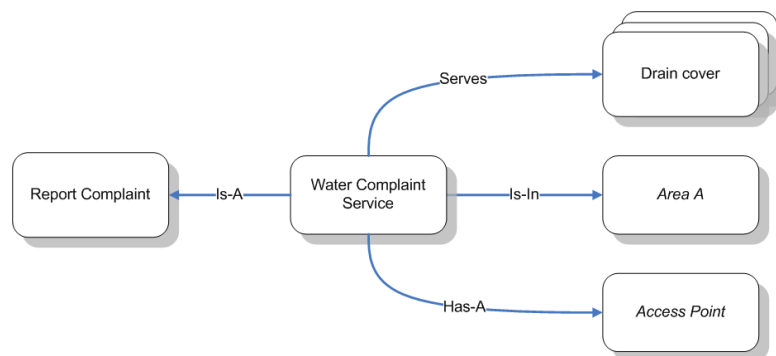 Serves
Drain cover
Report Complaint
Is-A
Water Complaint
Service
Is-In
Area A
Has-A
Access Point